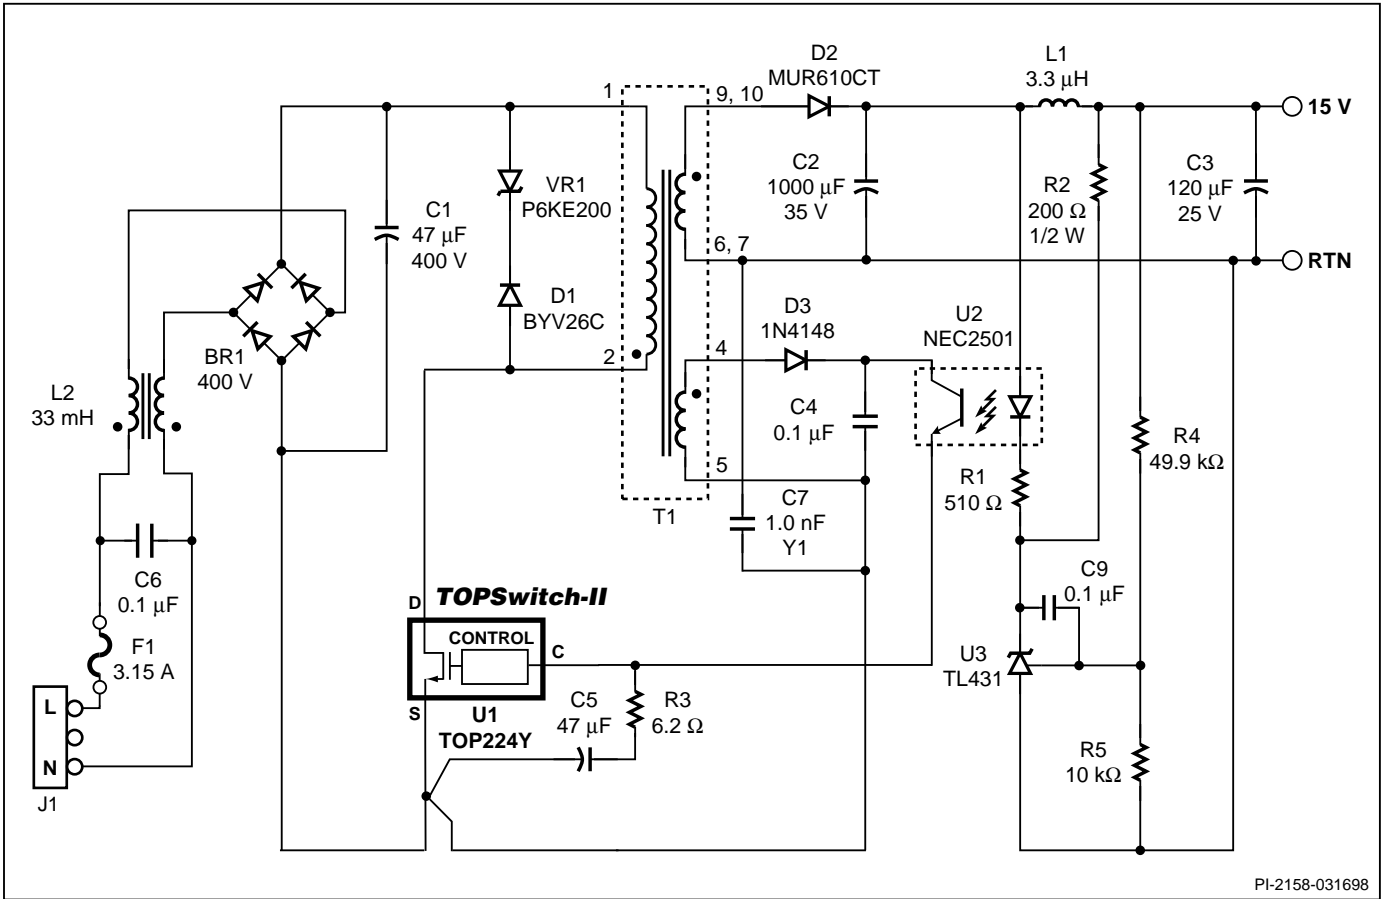 D2
MUR610CT
L1
3.3 µH
1
9, 10
15 V
VR1
P6KE200
C1
47 µF
400 V
C2
1000 µF
35 V
R2
200 Ω
1/2 W
C3
120 µF
25 V
6, 7
RTN
D1
BYV26C
D3
1N4148
U2
NEC2501
BR1
400 V
2
4
L2
33 mH
C4
0.1 µF
R4
49.9 kΩ
5
R1
510 Ω
T1
C7
1.0 nF
Y1
C6
0.1 µF
C9
0.1 µF
D
TOPSwitch-II
CONTROL
C
F1
3.15 A
U3
TL431
S
U1
TOP224Y
C5
47 µF
R3
6.2 Ω
L
N
J1
R5
10 kΩ
PI-2158-031698